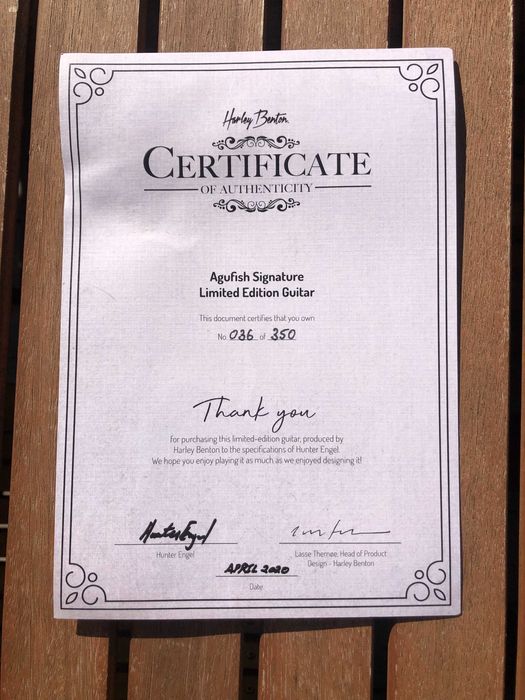 Harley Benton
CERTIFICATE
OF AUTHENTICITY
Agufish Signature
Limited Edition Guitar
This document certifies that you own
No. 036 of 350
Thank you
for purchasing this limited-edition guitar, produced by
Harley Benton to the specifications of Hunter Engel.
We hope you enjoy playing it as much as we enjoyed designing it!
Hunter Engel
Hunter Engel
Lasse Themøe, Head of Product
Design - Harley Benton
APRIL 2020
Date